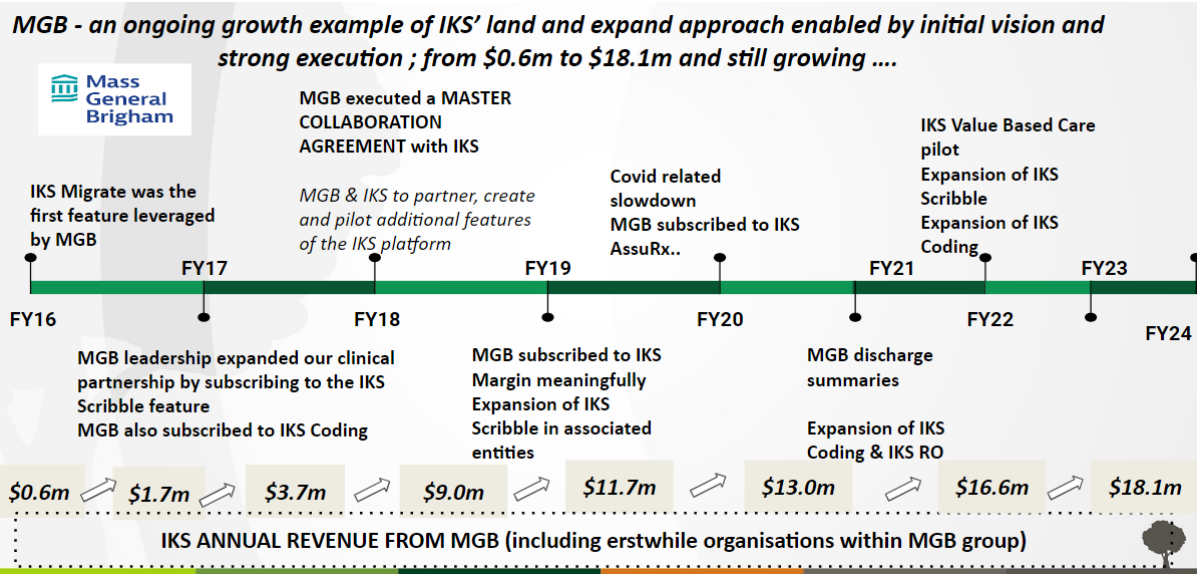 MGB - an ongoing growth example of IKS’ land and expand approach enabled by initial vision and
strong execution ; from $0.6m to $18.1m and still growing ....
Mass
General
Brigham
IKS Migrate was the
first feature leveraged
by MGB
MGB executed a MASTER
COLLABORATION
AGREEMENT with IKS
MGB & IKS to partner, create
and pilot additional features
of the IKS platform
Covid related
slowdown
MGB subscribed to IKS
AssuRx..
IKS Value Based Care
pilot
Expansion of IKS
Scribble
Expansion of IKS
Coding
FY17
FY19
FY21
FY23
FY16
FY18
FY20
FY22
FY24
MGB leadership expanded our clinical
partnership by subscribing to the IKS
Scribble feature
MGB also subscribed to IKS Coding
MGB subscribed to IKS
Margin meaningfully
Expansion of IKS
Scribble in associated
entities
MGB discharge
summaries
Expansion of IKS
Coding & IKS RO
$0.6m
$1.7m
$3.7m
$9.0m
$11.7m
$13.0m
$16.6m
$18.1m
IKS ANNUAL REVENUE FROM MGB (including erstwhile organisations within MGB group)